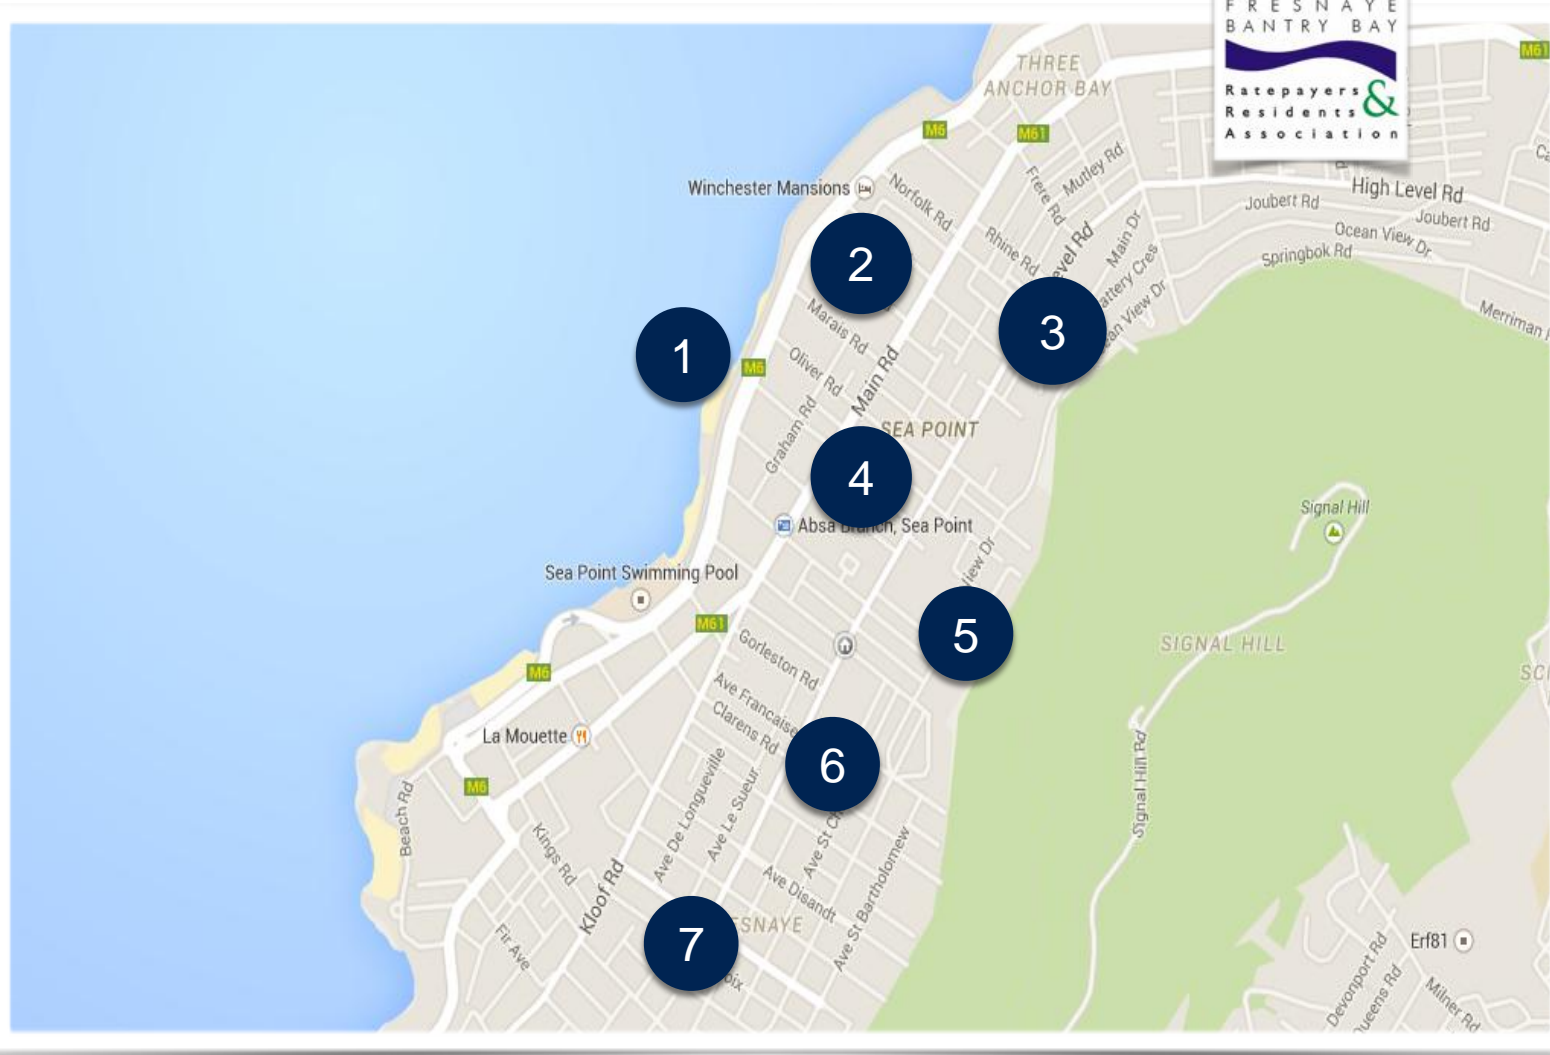 FRESNAYE
BANTRY BAY
Ratepayers &
Residents
Association
M61
THREE
ANCHOR BAY
M6
M61
Mutley Rd
Frere Rd
Winchester Mansions
Norfolk Rd
High Level Rd
Joubert Rd
Joubert Rd
Ocean View Dr
Springbok Rd
Main Dr
Rhine Rd
2
3
Merriman
Marais Rd
1
M6
Oliver Rd
Main Rd
Graham Rd
SEA POINT
4
Absa Branch, Sea Point
Signal Hill
Sea Point Swimming Pool
M61
5
SIGNAL HILL
Gorleston Rd
M6
Ave Francaise
Clarens Rd
La Mouette
6
Signal Hill Rd
M6
Beach Rd
Kings Rd
Ave De Longueville
Ave Le Sueur
Ave St
Ave Disandt
Ave St Bartholomew
Kloof Rd
7
Fir Ave
Erf81
Devonport Rd
Queens Rd
Milner Rd